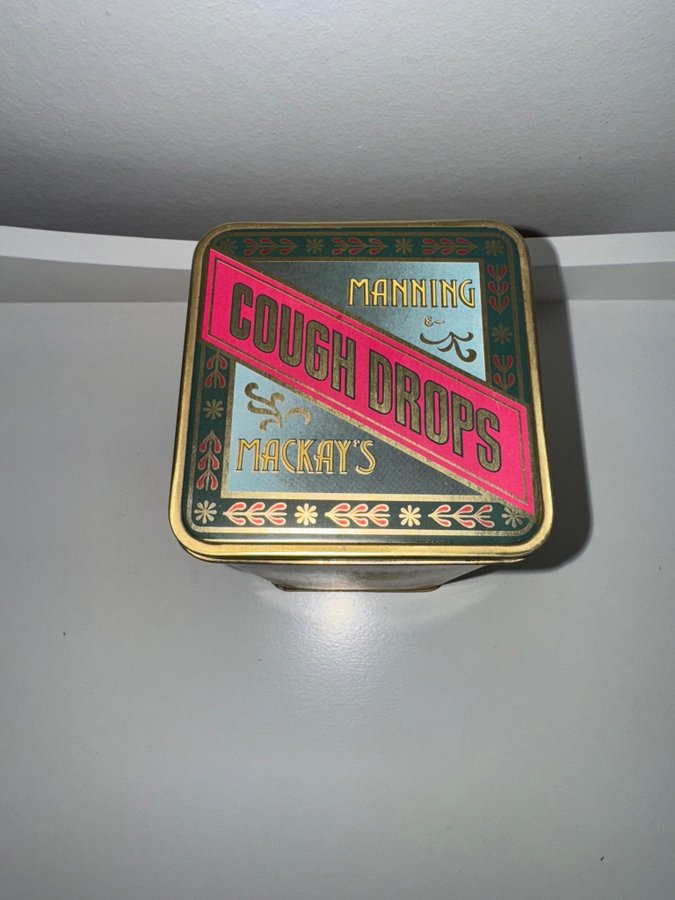 MANNING
&
COUGH DROPS
MACKAY'S